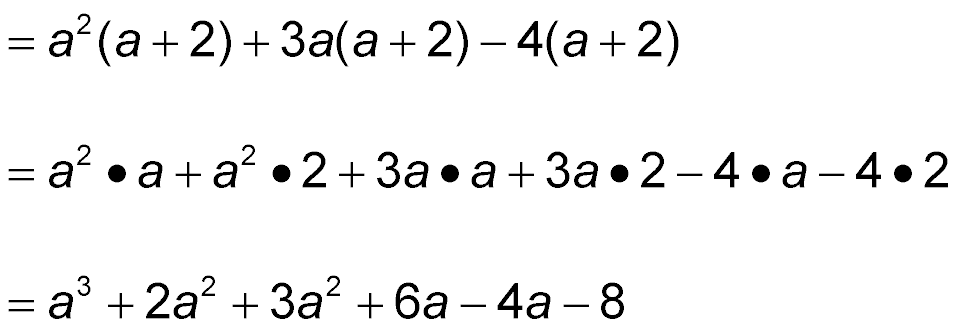 = a²(a + 2) + 3a(a + 2) − 4(a + 2)
= a² • a + a² • 2 + 3a • a + 3a • 2 − 4 • a − 4 • 2
= a³ + 2a² + 3a² + 6a − 4a − 8